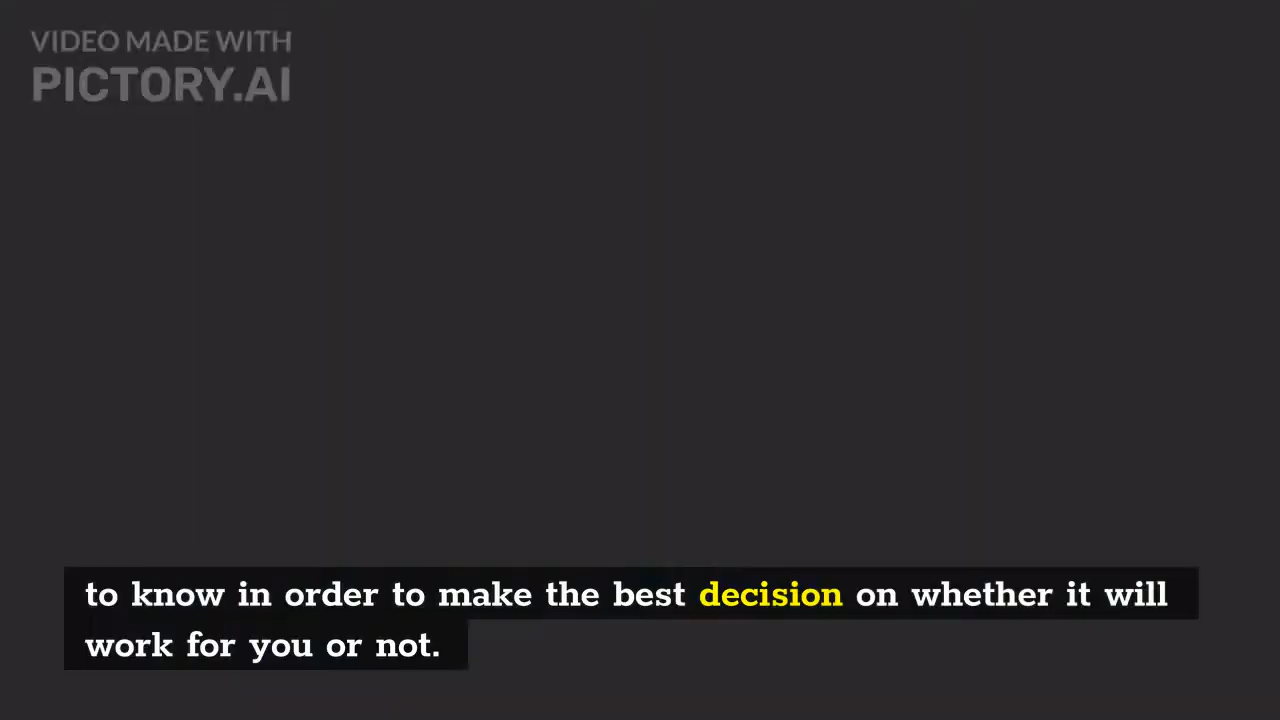 VIDEO MADE WITH
PICTORY.AI
to know in order to make the best decision on whether it will
work for you or not.